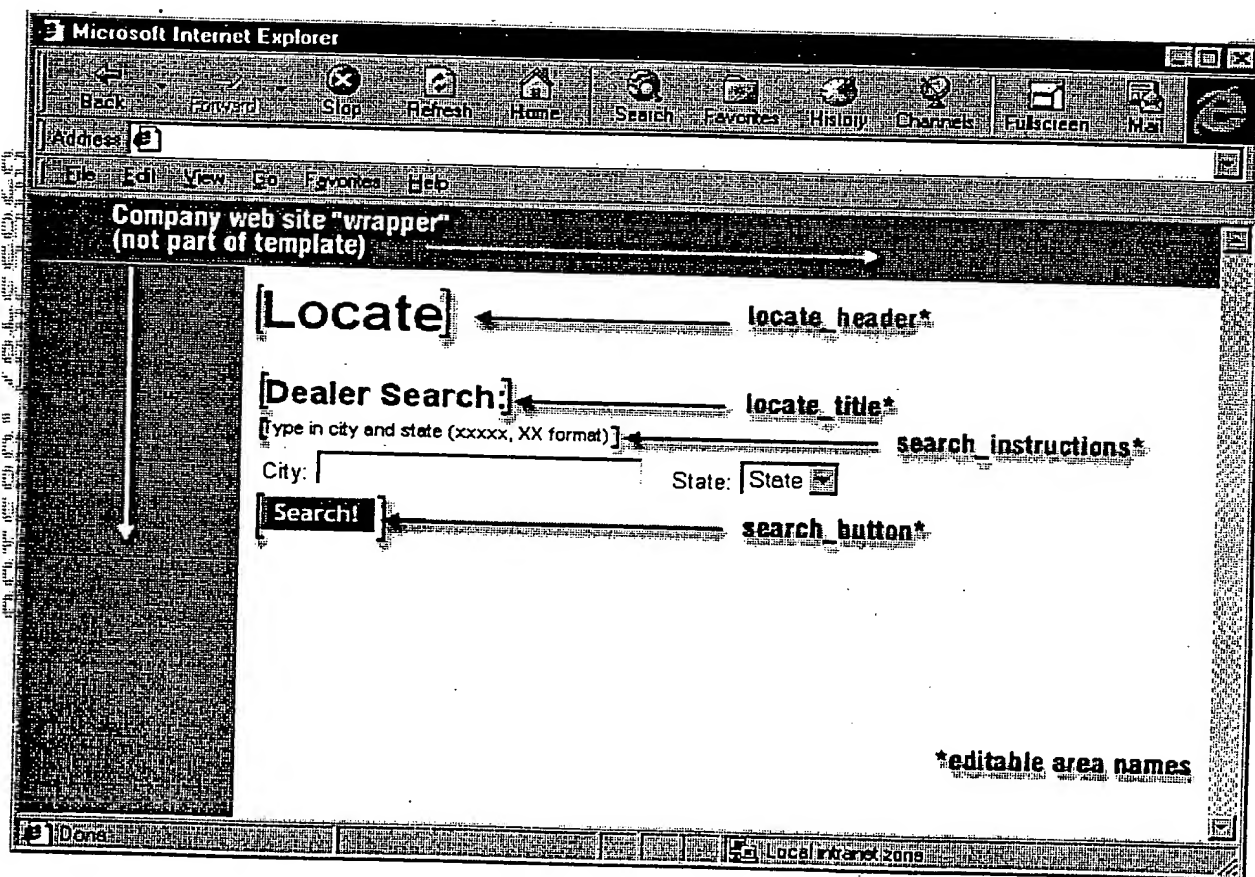 Microsoft Internet Explorer
Back Forward Stop Refresh Home Search Favorites History Channels Fullscreen Mail
Address
File Edit View Go Favorites Help
Company web site "wrapper"
(not part of template)
[Locate] locate_header*
[Dealer Search:] locate_title*
[Type in city and state (xxxxx, XX format)] search_instructions*
City: State: State
[Search!] search_button*
*editable area names
Done Local intranet zone